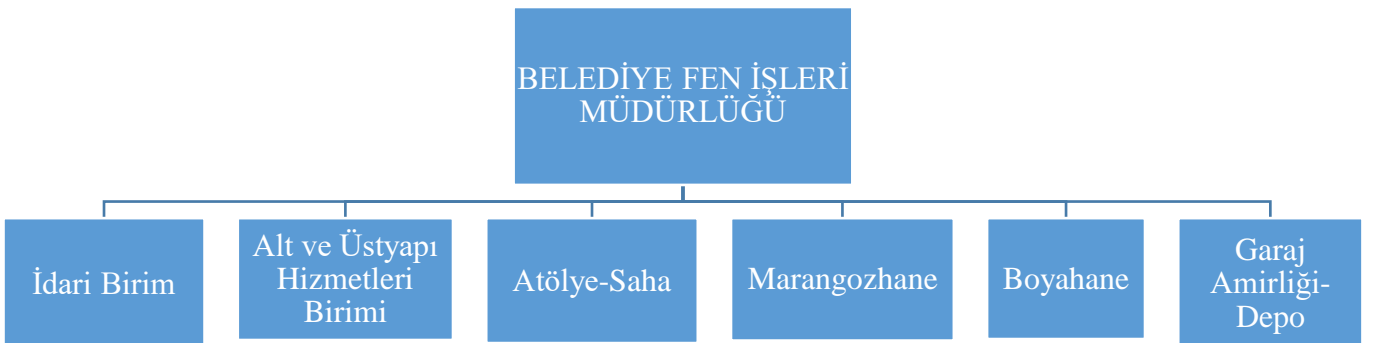 BELEDİYE FEN İŞLERİ
MÜDÜRLÜĞÜ
İdari Birim
Alt ve Üstyapı
Hizmetleri
Birimi
Atölye-Saha
Marangozhane
Boyahane
Garaj
Amirliği-
Depo